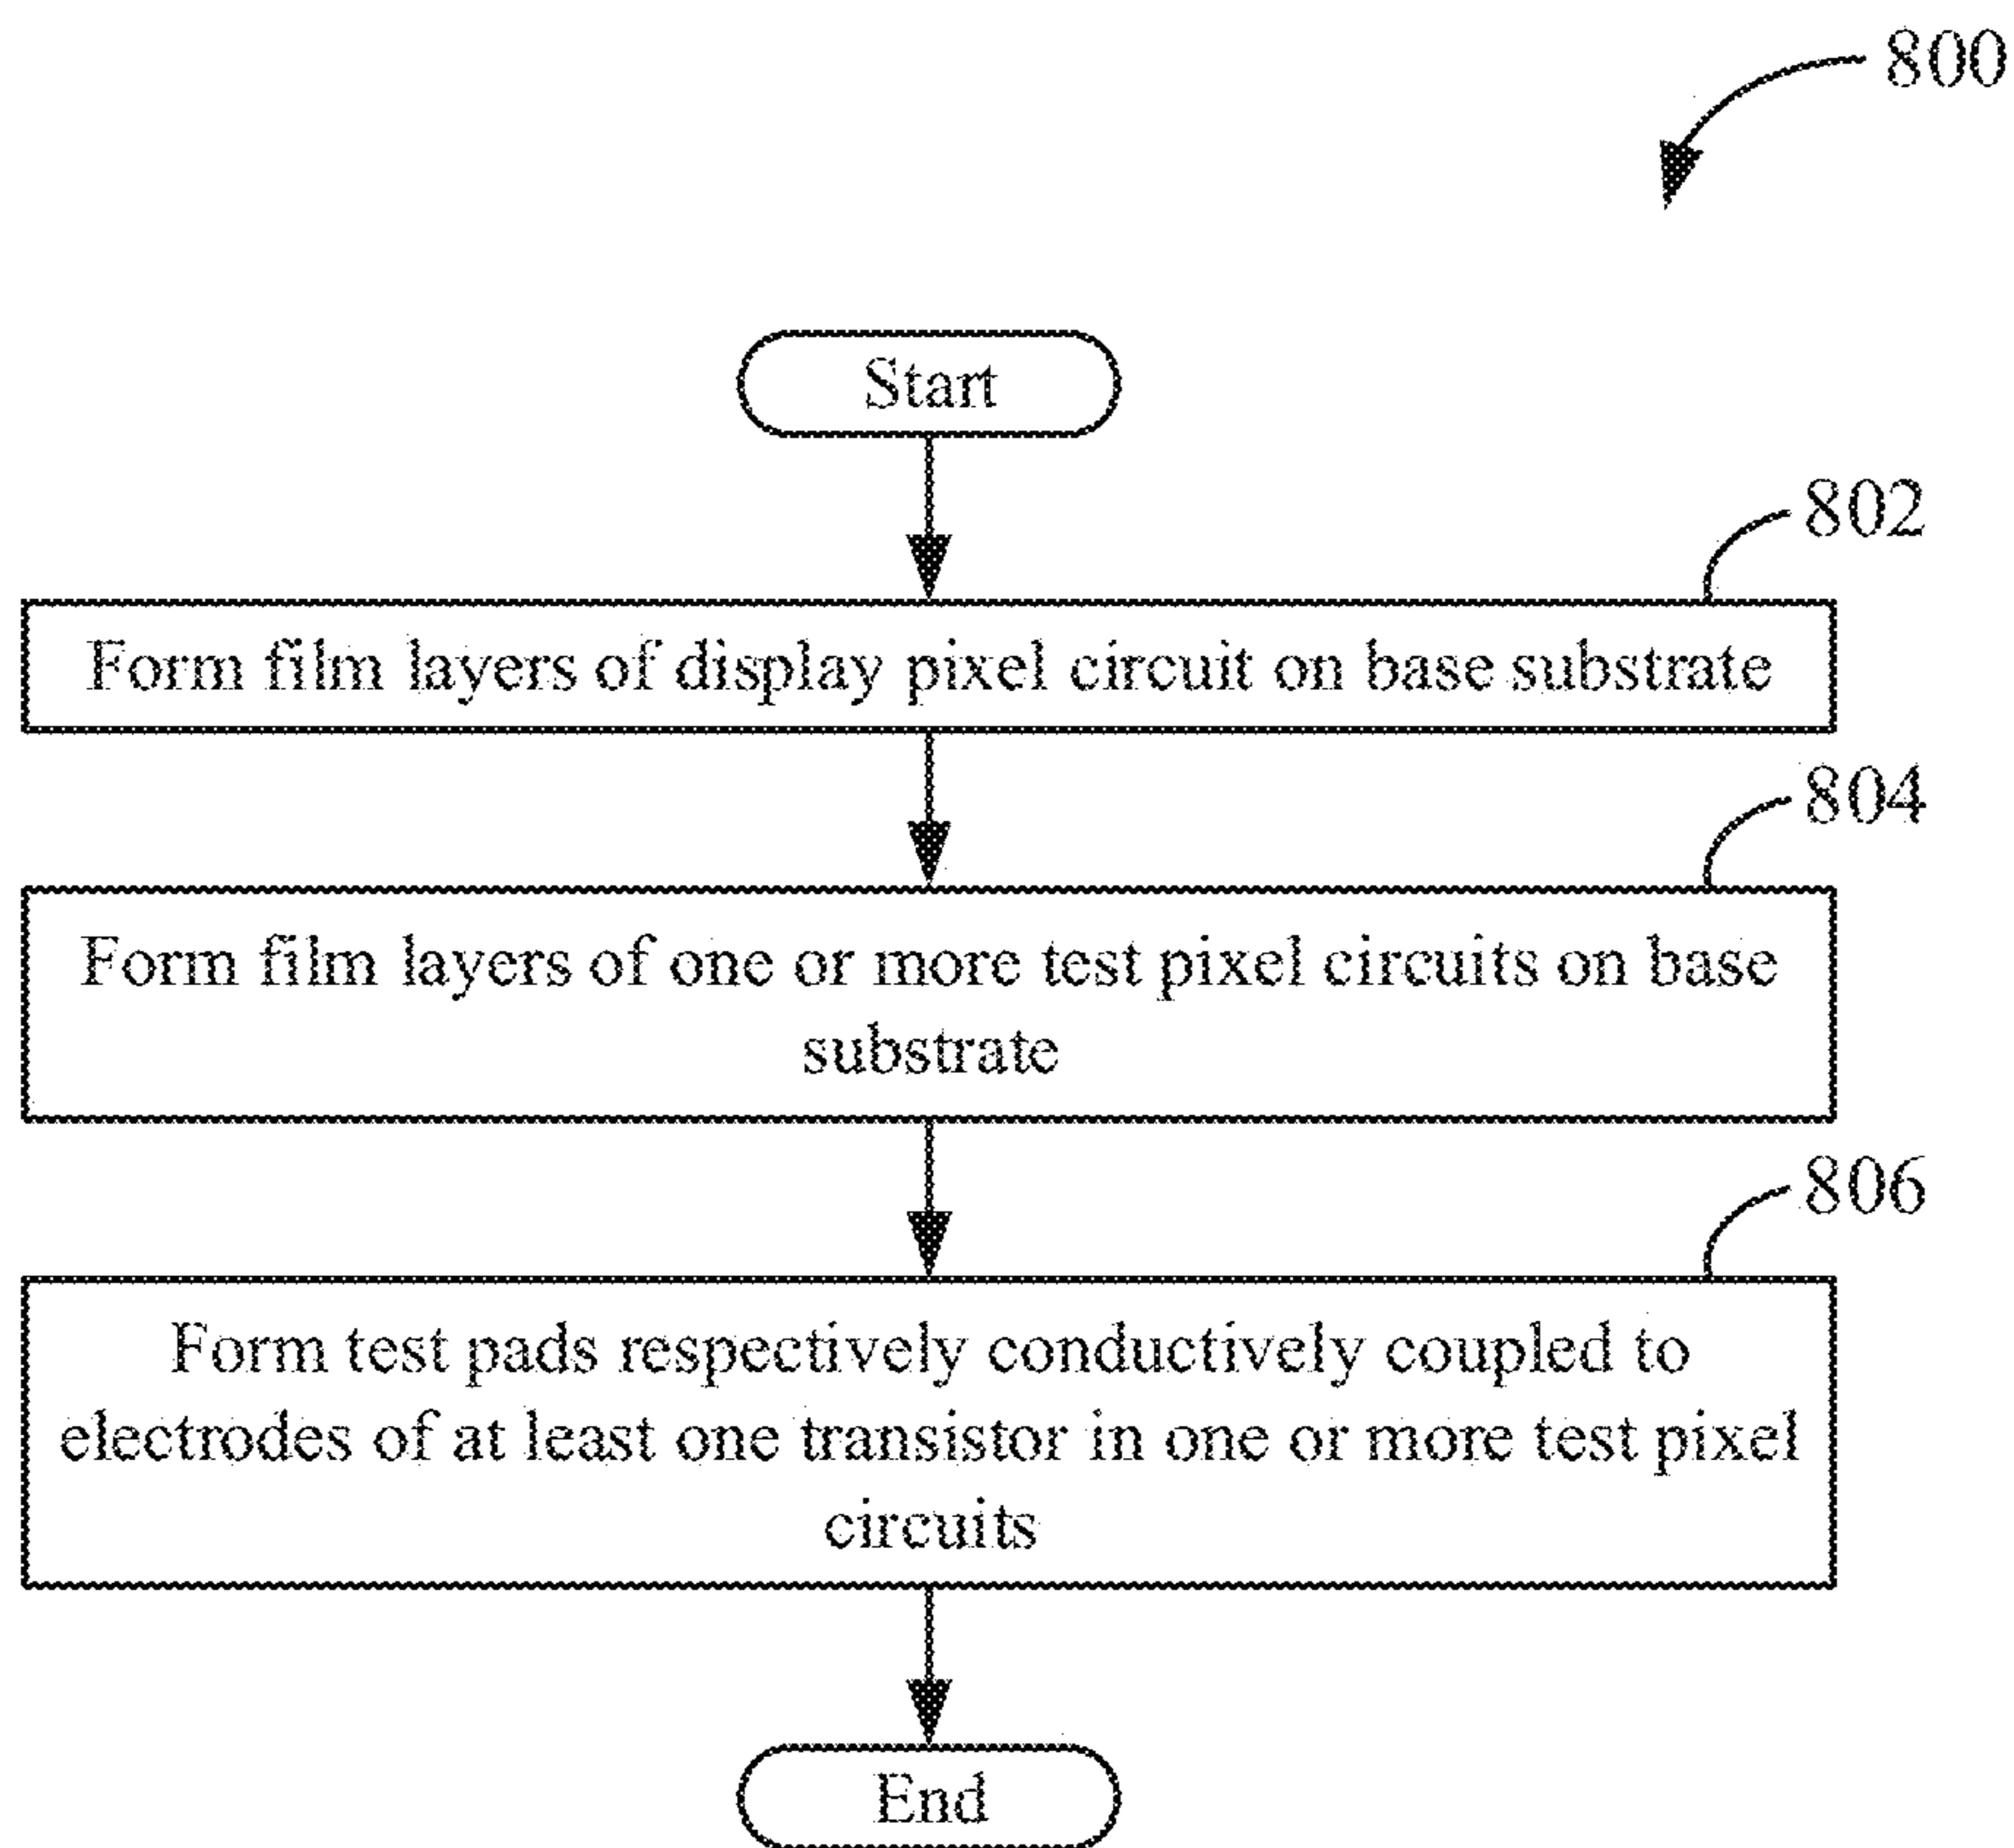 800
Start
802
Form film layers of display pixel circuit on base substrate
804
Form film layers of one or more test pixel circuits on base
substrate
806
Form test pads respectively conductively coupled to
electrodes of at least one transistor in one or more test pixel
circuits
End